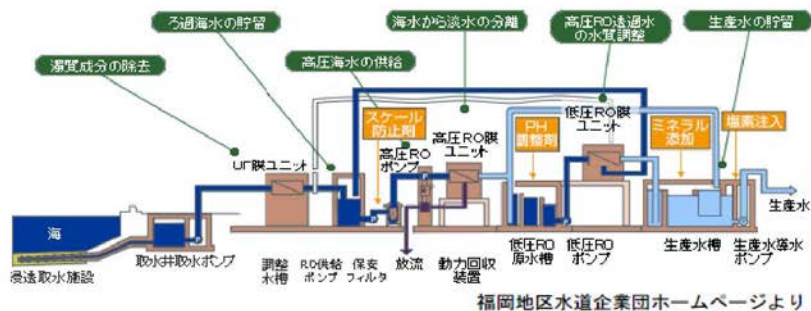 海水から淡水の分離
高圧RO透過水
の水質調整
ろ過海水の貯留
生産水の貯留
濁質成分の除去
高圧海水の供給
スケール
防止剤
低圧RO膜
ユニット
高圧RO膜
ユニット
PH
調整剤
ミネラル
添加
塩素注入
UF膜ユニット
高圧RO
ポンプ
生産水
海
浸透取水施設
取水井取水ポンプ
調整
水槽
RO供給
ポンプ
保安
フィルタ
放流
動力回収
装置
低圧RO
原水槽
低圧RO
ポンプ
生産水槽
生産水導水
ポンプ
福岡地区水道企業団ホームページより